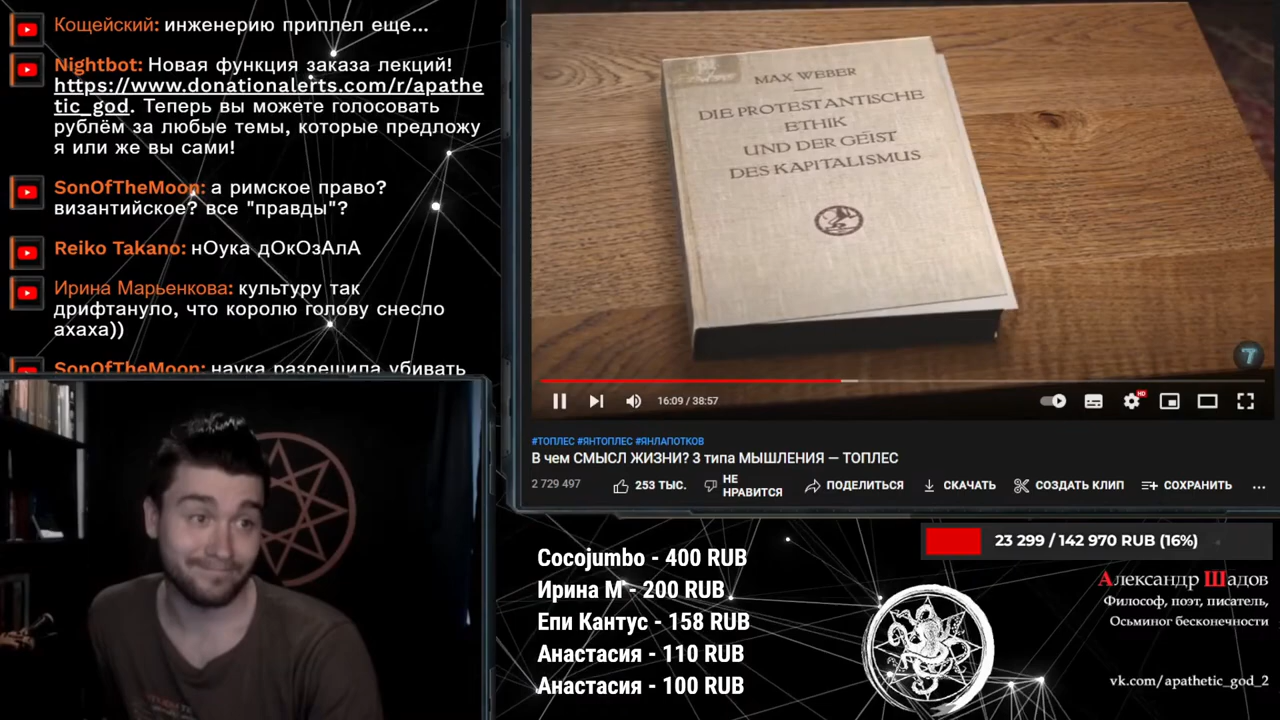 Кощейский: инженерию приплел еще...
Nightbot: Новая функция заказа лекций!
https://www.donationalerts.com/r/apathe
tic_god. Теперь вы можете голосовать
рублём за любые темы, которые предложу
я или же вы сами!
SonOfTheMoon: а римское право?
византийское? все "правды"?
Reiko Takano: нОука дОкОзАлА
Ирина Марьенкова: культуру так
дрифтануло, что королю голову снесло
ахаха))
SonOfTheMoon: наука разрешила убивать
MAX WEBER
DIE PROTESTANTISCHE
ETHIK
UND DER GEIST
DES KAPITALISMUS
T
16:09 / 38:57
HD
#ТОПЛЕС #ЯНТОПЛЕС #ЯНЛАПОТКОВ
В чем СМЫСЛ ЖИЗНИ? 3 типа МЫШЛЕНИЯ — ТОПЛЕС
2 729 497
253 ТЫС.
НЕ
НРАВИТСЯ
ПОДЕЛИТЬСЯ
СКАЧАТЬ
СОЗДАТЬ КЛИП
СОХРАНИТЬ
Cocojumbo - 400 RUB
Ирина М - 200 RUB
Епи Кантус - 158 RUB
Анастасия - 110 RUB
Анастасия - 100 RUB
23 299 / 142 970 RUB (16%)
Александр Шадов
Философ, поэт, писатель,
Осьминог бесконечности
vk.com/apathetic_god_2